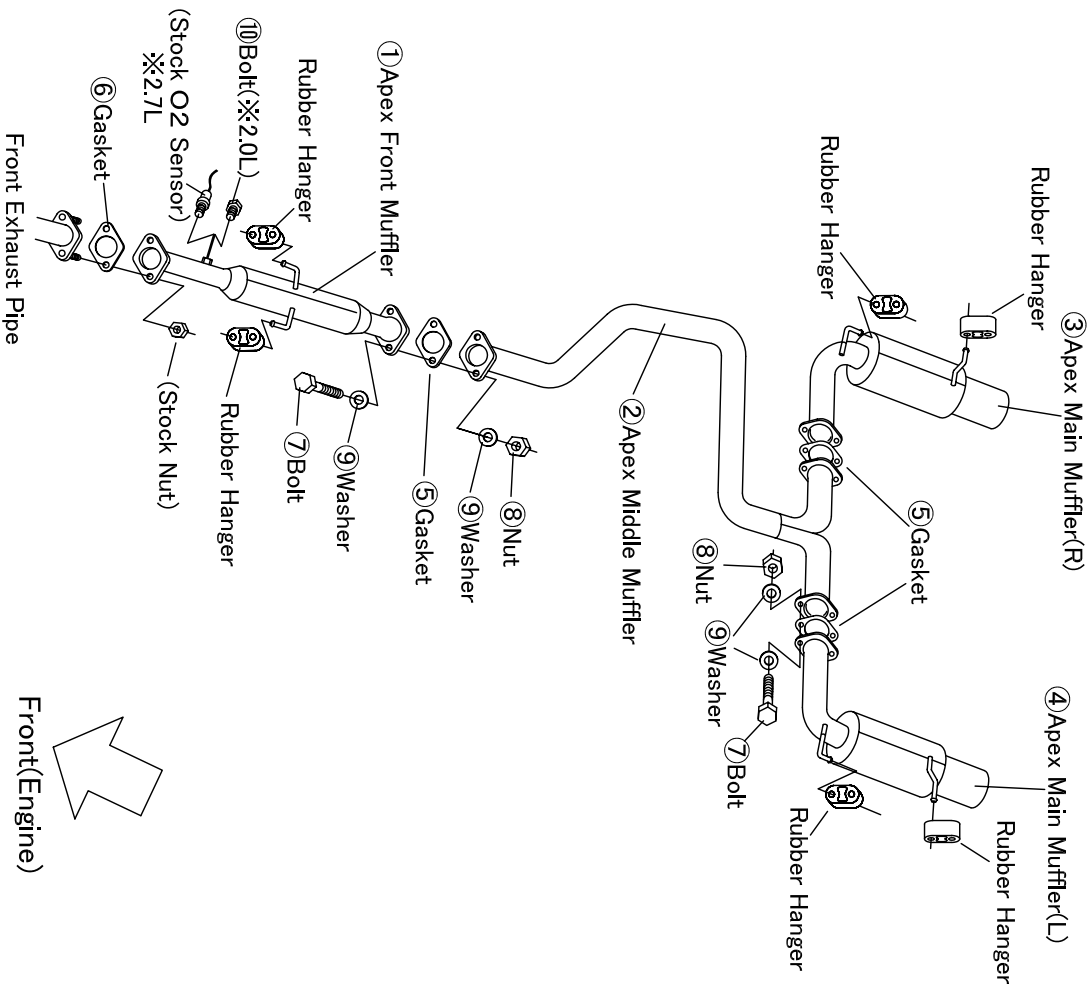 ③Apex Main Muffler(R)
④Apex Main Muffler(L)
Rubber Hanger
Rubber Hanger
⑤Gasket
Rubber Hanger
Rubber Hanger
⑧Nut
⑨Washer
⑦Bolt
②Apex Middle Muffler
⑧Nut
⑨Washer
⑤Gasket
①Apex Front Muffler
⑨Washer
⑦Bolt
Rubber Hanger
Rubber Hanger
⑩Bolt(※2.0L)
(Stock O2 Sensor)
※2.7L
(Stock Nut)
⑥Gasket
Front Exhaust Pipe
Front(Engine)